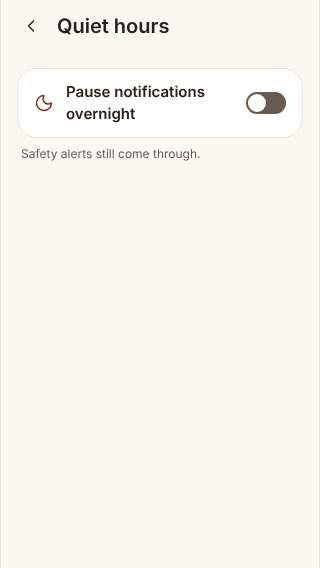 Quiet hours
Pause notifications
overnight
Safety alerts still come through.